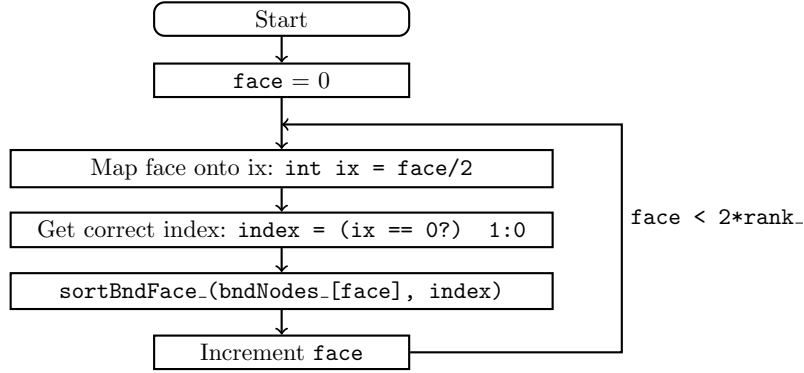 Start
face = 0
Map face onto ix: int ix = face/2
Get correct index: index = (ix == 0?) 1:0
face < 2*rank_
sortBndFace_(bndNodes_[face], index)
Increment face